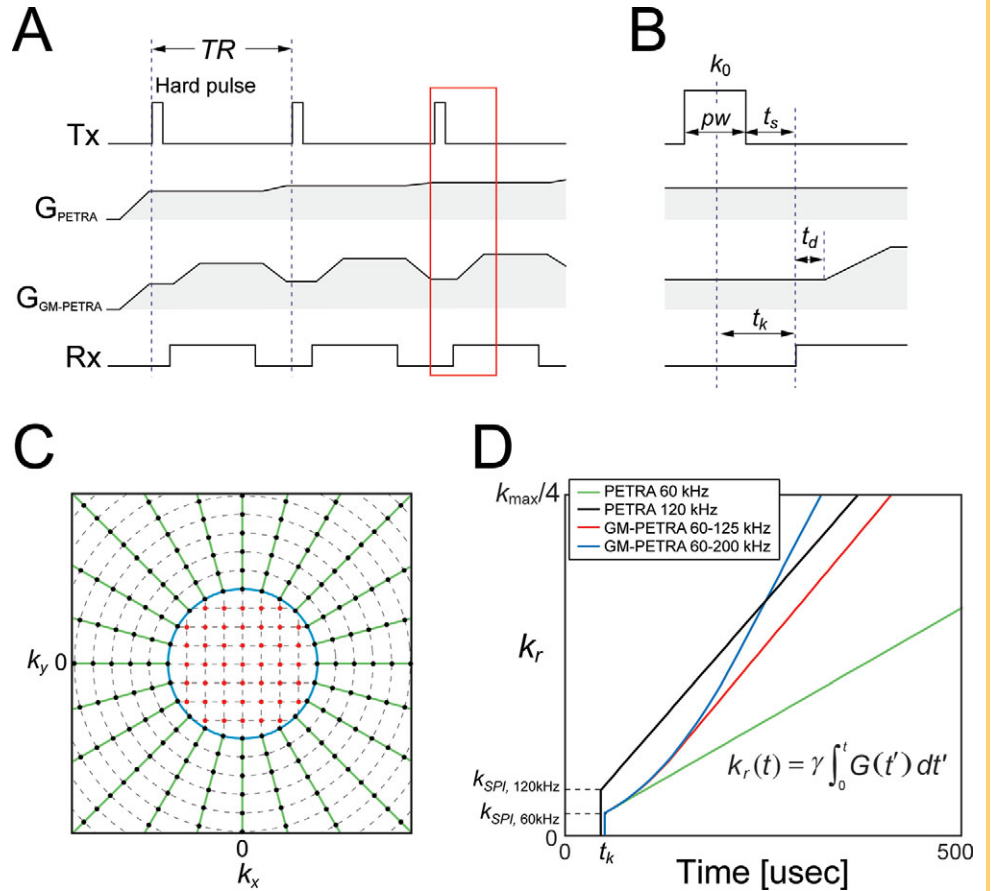 A
TR
Hard pulse
Tx
G PETRA
G GM-PETRA
Rx
B
k0
pw
ts
td
tk
C
ky 0
0
kx
D
kmax/4
PETRA 60 kHz
PETRA 120 kHz
GM-PETRA 60-125 kHz
GM-PETRA 60-200 kHz
kr
kr(t) = γ∫₀ᵗ G(t') dt'
kSPI, 120kHz
kSPI, 60kHz
0
0 tk 500
Time [usec]